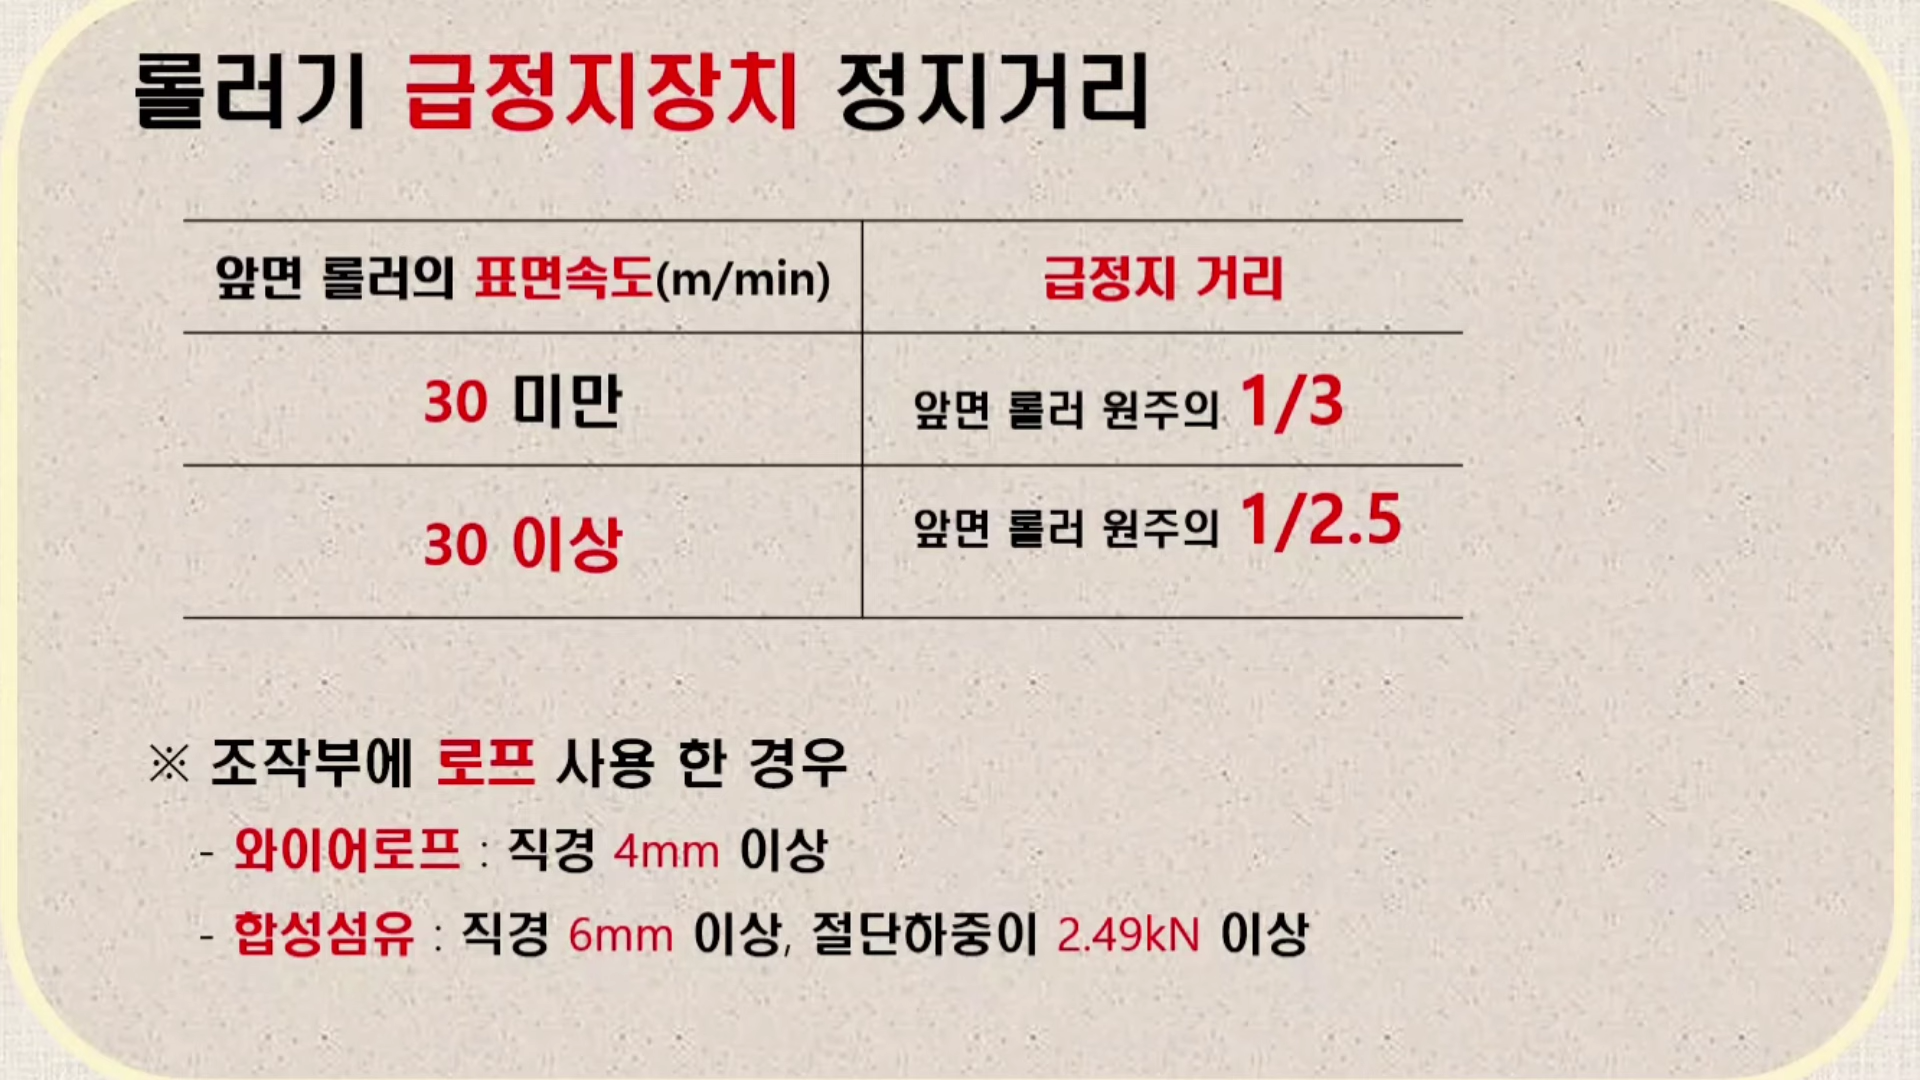 롤러기 급정지장치 정지거리
앞면 롤러의 표면속도(m/min) 급정지 거리
30 미만 앞면 롤러 원주의 1/3
30 이상 앞면 롤러 원주의 1/2.5
※ 조작부에 로프 사용 한 경우
- 와이어로프 : 직경 4mm 이상
- 합성섬유 : 직경 6mm 이상, 절단하중이 2.49kN 이상